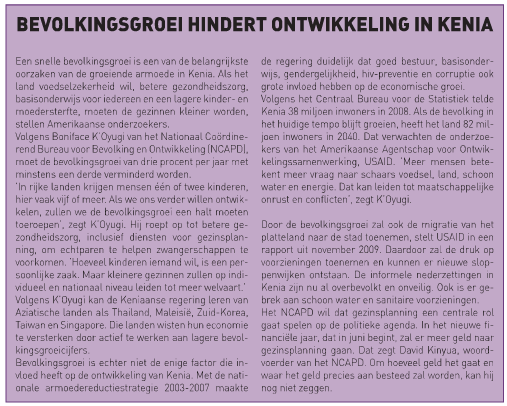 BEVOLKINGSGROEI HINDERT ONTWIKKELING IN KENIA
Een snelle bevolkingsgroei is een van de belangrijkste
oorzaken van de groeiende armoede in Kenia. Als het
land voedselzekerheid wil, betere gezondheidszorg,
basisonderwijs voor iedereen en een lagere kinder- en
moedersterfte, moeten de gezinnen kleiner worden,
stellen Amerikaanse onderzoekers.
Volgens Boniface K'Oyugi van het Nationaal Coördine-
rend Bureau voor Bevolking en Ontwikkeling (NCAPD),
moet de bevolkingsgroei van drie procent per jaar met
minstens een derde verminderd worden.
'In rijke landen krijgen mensen één of twee kinderen,
hier vaak vijf of meer. Als we ons verder willen ontwik-
kelen, zullen we de bevolkingsgroei een halt moeten
toeroepen', zegt K'Oyugi. Hij roept op tot betere ge-
zondheidszorg, inclusief diensten voor gezinsplan-
ning, om echtparen te helpen zwangerschappen te
voorkomen. 'Hoeveel kinderen iemand wil, is een per-
soonlijke zaak. Maar kleinere gezinnen zullen op indi-
vidueel en nationaal niveau leiden tot meer welvaart.'
Volgens K'Oyugi kan de Keniaanse regering leren van
Aziatische landen als Thailand, Maleisië, Zuid-Korea,
Taiwan en Singapore. Die landen wisten hun economie
te versterken door actief te werken aan lagere bevol-
kingsgroeicijfers.
Bevolkingsgroei is echter niet de enige factor die in-
vloed heeft op de ontwikkeling van Kenia. Met de nati-
onale armoedereductiestrategie 2003-2007 maakte
de regering duidelijk dat goed bestuur, basisonder-
wijs, gendergelijkheid, hiv-preventie en corruptie ook
grote invloed hebben op de economische groei.
Volgens het Centraal Bureau voor de Statistiek telde
Kenia 38 miljoen inwoners in 2008. Als de bevolking in
het huidige tempo blijft groeien, heeft het land 82 mil-
joen inwoners in 2040. Dat verwachten de onderzoe-
kers van het Amerikaanse Agentschap voor Ontwik-
kelingssamenwerking, USAID. 'Meer mensen bete-
kent meer vraag naar schaars voedsel, land, schoon
water en energie. Dat kan leiden tot maatschappelijke
onrust en conflicten', zegt K'Oyugi.
Door de bevolkingsgroei zal ook de migratie van het
platteland naar de stad toenemen, stelt USAID in een
rapport uit november 2009. Daardoor zal de druk op
voorzieningen toenemen en kunnen er nieuwe slop-
penwijken ontstaan. De informele nederzettingen in
Kenia zijn nu al overbevolkt en onveilig. Ook is er ge-
brek aan schoon water en sanitaire voorzieningen.
Het NCAPD wil dat gezinsplanning een centrale rol
gaat spelen op de politieke agenda. In het nieuwe fi-
nanciële jaar, dat in juni begint, zal er meer geld naar
gezinsplanning gaan. Dat zegt David Kinyua, woord-
voerder van het NCAPD. Om hoeveel geld het gaat en
waar het geld precies aan besteed zal worden, kan hij
nog niet zeggen.